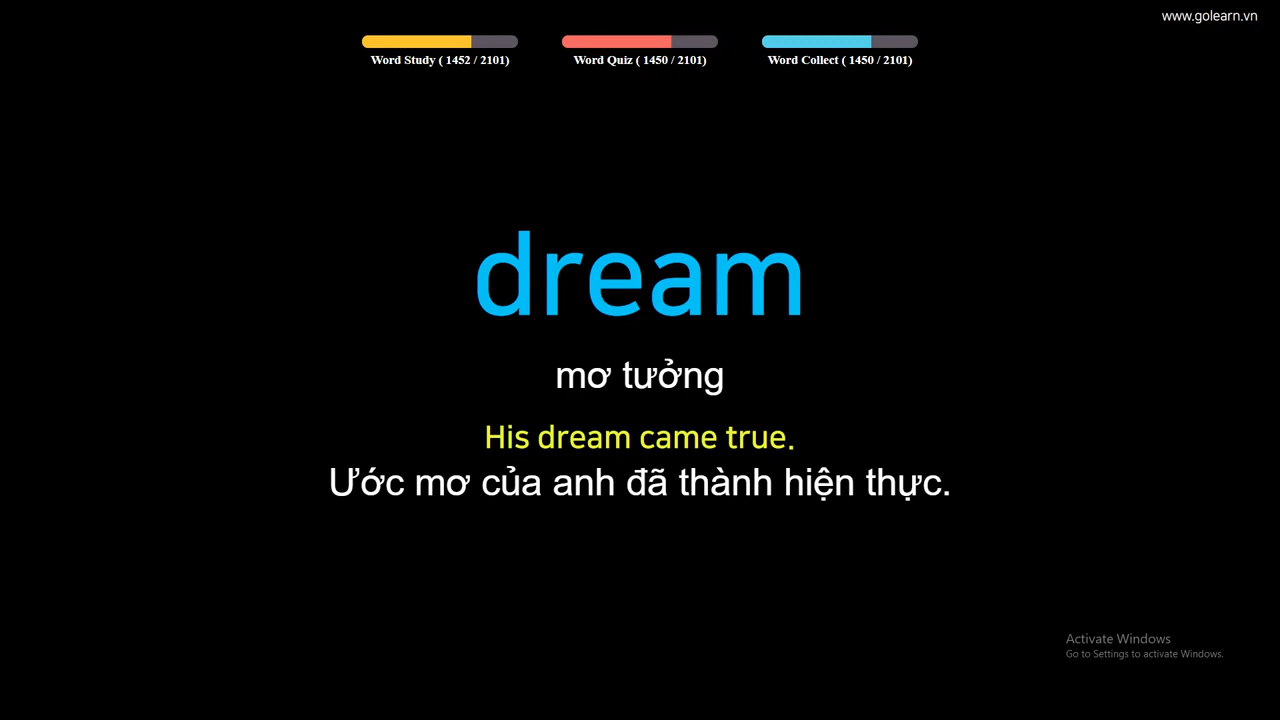 www.golearn.vn
Word Study ( 1452 / 2101)
Word Quiz ( 1450 / 2101)
Word Collect ( 1450 / 2101)
dream
mơ tưởng
His dream came true.
Ước mơ của anh đã thành hiện thực.
Activate Windows
Go to Settings to activate Windows.